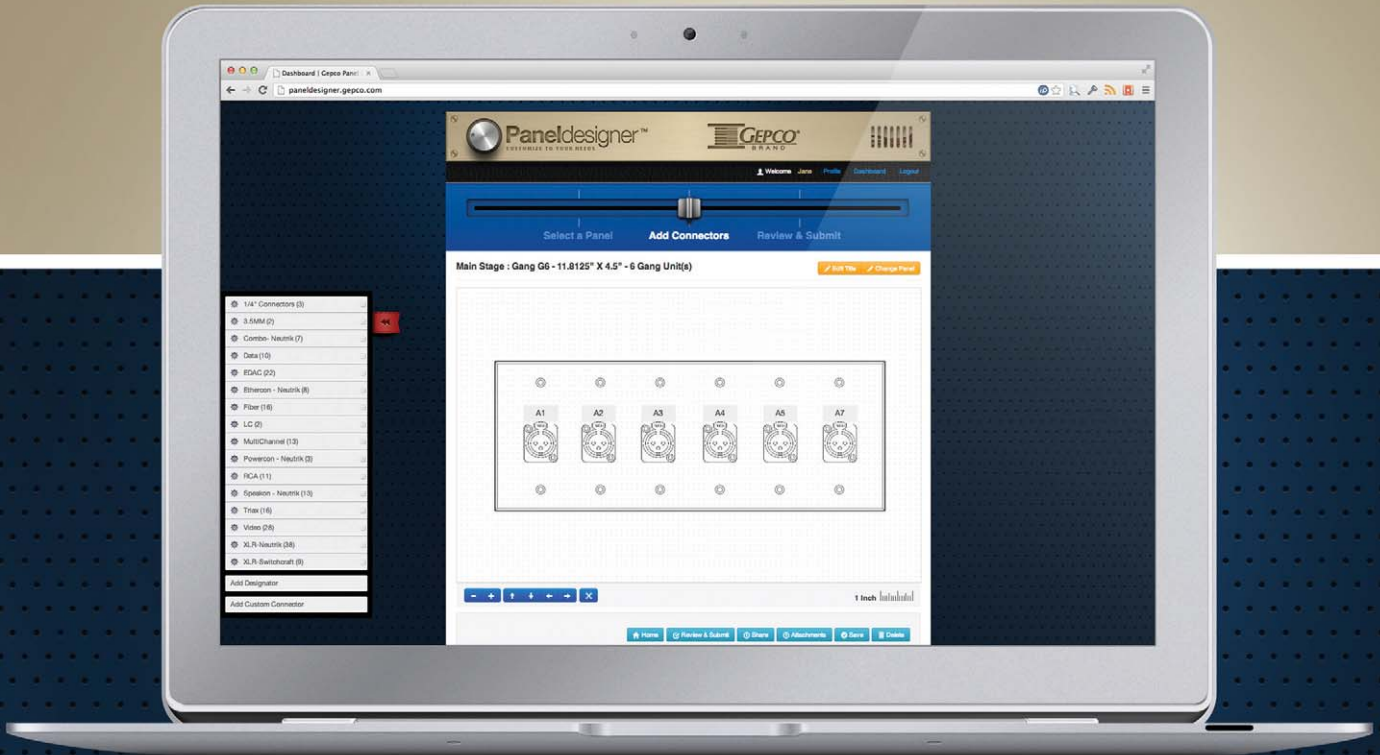 Dashboard | Gepco Panel
paneldesigner.gepco.com
Paneldesigner™
CUSTOMIZE TO YOUR NEEDS
GEPCO®
BRAND
Welcome Jane Profile Dashboard Logout
Select a Panel Add Connectors Review & Submit
Main Stage : Gang G6 - 11.8125" X 4.5" - 6 Gang Unit(s)
Edit Title Change Panel
1/4" Connectors (3)
3.5MM (2)
Combo- Neutrik (7)
Data (10)
EDAC (22)
Ethercon - Neutrik (8)
Fiber (16)
LC (2)
MultiChannel (13)
Powercon - Neutrik (3)
RCA (11)
Speakon - Neutrik (13)
Triax (16)
Video (28)
XLR-Neutrik (38)
XLR-Switchcraft (9)
Add Designator
Add Custom Connector
A1 A2 A3 A4 A5 A7
1 Inch
Home Review & Submit Share Attachments Save Delete